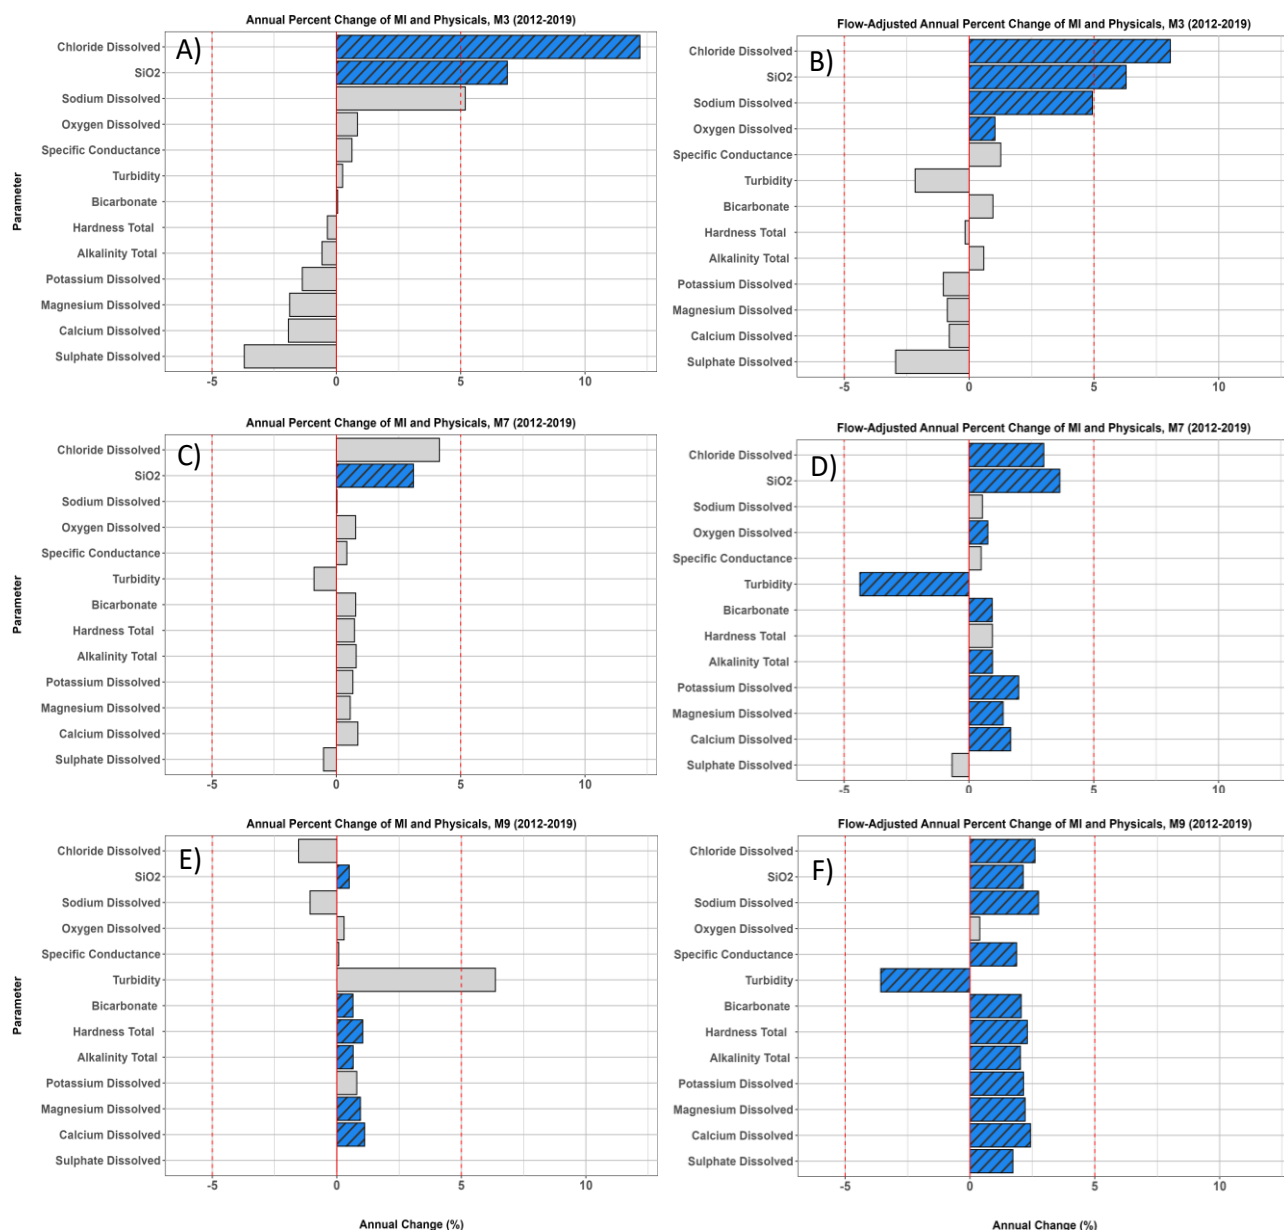 Annual Percent Change of MI and Physicals, M3 (2012-2019)
A)
Parameter
Chloride Dissolved
SiO2
Sodium Dissolved
Oxygen Dissolved
Specific Conductance
Turbidity
Bicarbonate
Hardness Total
Alkalinity Total
Potassium Dissolved
Magnesium Dissolved
Calcium Dissolved
Sulphate Dissolved
-5 0 5 10
Flow-Adjusted Annual Percent Change of MI and Physicals, M3 (2012-2019)
B)
Chloride Dissolved
SiO2
Sodium Dissolved
Oxygen Dissolved
Specific Conductance
Turbidity
Bicarbonate
Hardness Total
Alkalinity Total
Potassium Dissolved
Magnesium Dissolved
Calcium Dissolved
Sulphate Dissolved
-5 0 5 10
Annual Percent Change of MI and Physicals, M7 (2012-2019)
C)
Parameter
Chloride Dissolved
SiO2
Sodium Dissolved
Oxygen Dissolved
Specific Conductance
Turbidity
Bicarbonate
Hardness Total
Alkalinity Total
Potassium Dissolved
Magnesium Dissolved
Calcium Dissolved
Sulphate Dissolved
-5 0 5 10
Flow-Adjusted Annual Percent Change of MI and Physicals, M7 (2012-2019)
D)
Chloride Dissolved
SiO2
Sodium Dissolved
Oxygen Dissolved
Specific Conductance
Turbidity
Bicarbonate
Hardness Total
Alkalinity Total
Potassium Dissolved
Magnesium Dissolved
Calcium Dissolved
Sulphate Dissolved
-5 0 5 10
Annual Percent Change of MI and Physicals, M9 (2012-2019)
E)
Parameter
Chloride Dissolved
SiO2
Sodium Dissolved
Oxygen Dissolved
Specific Conductance
Turbidity
Bicarbonate
Hardness Total
Alkalinity Total
Potassium Dissolved
Magnesium Dissolved
Calcium Dissolved
Sulphate Dissolved
-5 0 5 10
Annual Change (%)
Flow-Adjusted Annual Percent Change of MI and Physicals, M9 (2012-2019)
F)
Chloride Dissolved
SiO2
Sodium Dissolved
Oxygen Dissolved
Specific Conductance
Turbidity
Bicarbonate
Hardness Total
Alkalinity Total
Potassium Dissolved
Magnesium Dissolved
Calcium Dissolved
Sulphate Dissolved
-5 0 5 10
Annual Change (%)